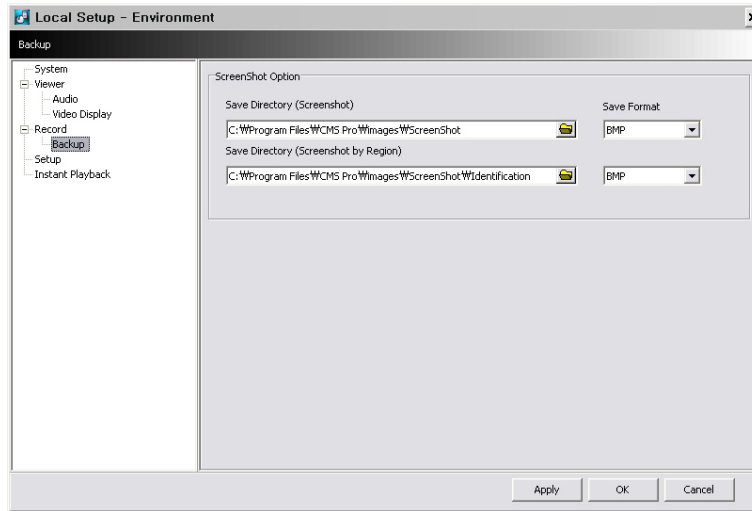 Local Setup - Environment
Backup
System
Viewer
Audio
Video Display
Record
Backup
Setup
Instant Playback
ScreenShot Option
Save Directory (Screenshot)
Save Format
C:₩Program Files₩CMS Pro₩images₩ScreenShot
BMP
Save Directory (Screenshot by Region)
C:₩Program Files₩CMS Pro₩images₩ScreenShot₩Identification
BMP
Apply
OK
Cancel